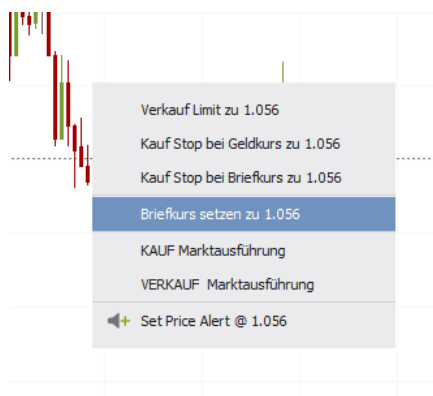 Verkauf Limit zu 1.056
Kauf Stop bei Geldkurs zu 1.056
Kauf Stop bei Briefkurs zu 1.056
Briefkurs setzen zu 1.056
KAUF Marktausführung
VERKAUF  Marktausführung
Set Price Alert @ 1.056